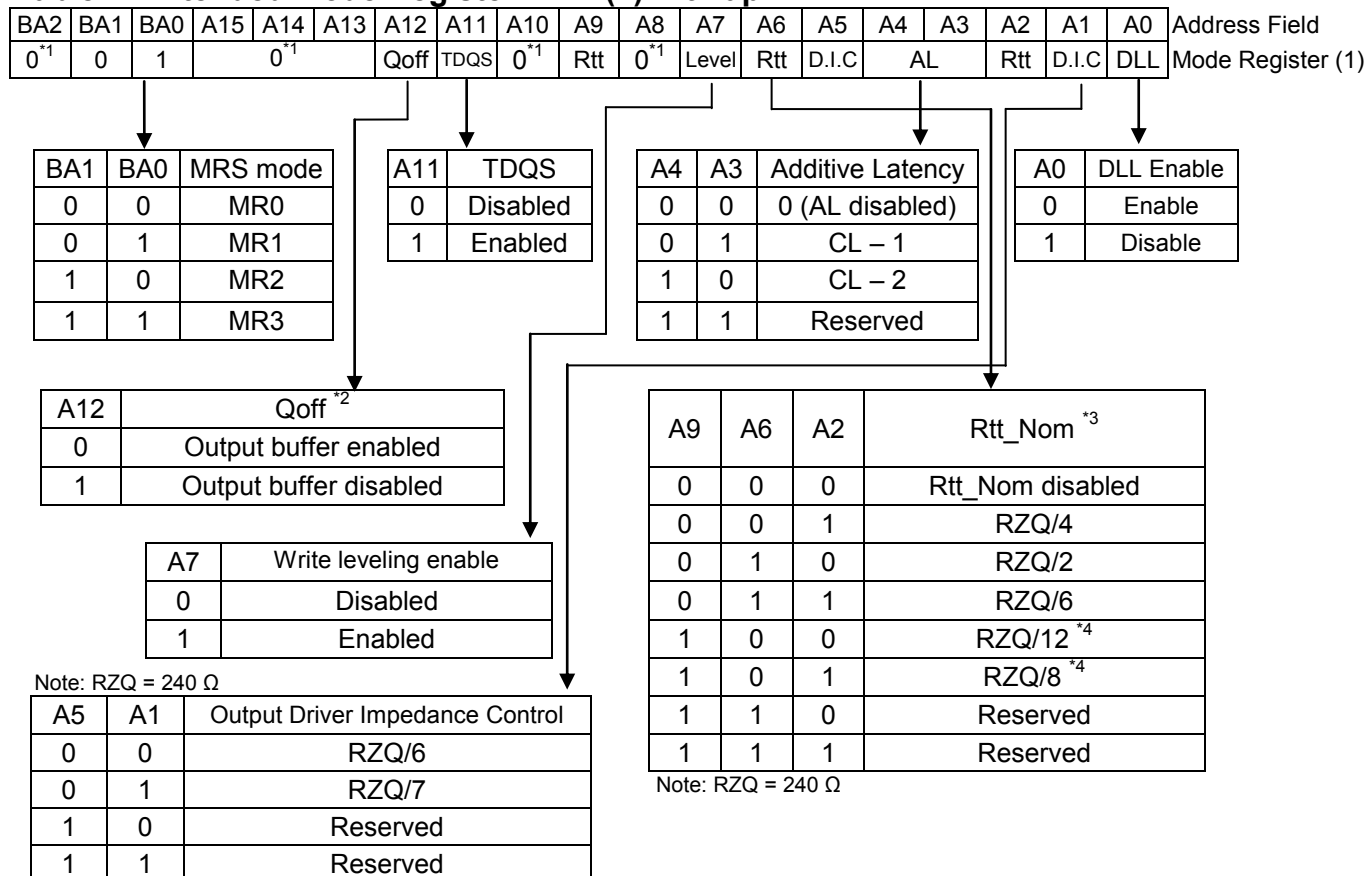 BA2 BA1 BA0 A15 A14 A13 A12 A11 A10 A9 A8 A7 A6 A5 A4 A3 A2 A1 A0 Address Field
0*1 0 1 0*1 Qoff TDQS 0*1 Rtt 0*1 Level Rtt D.I.C AL Rtt D.I.C DLL Mode Register (1)
BA1 BA0 MRS mode
0 0 MR0
0 1 MR1
1 0 MR2
1 1 MR3
A11 TDQS
0 Disabled
1 Enabled
A4 A3 Additive Latency
0 0 0 (AL disabled)
0 1 CL – 1
1 0 CL – 2
1 1 Reserved
A0 DLL Enable
0 Enable
1 Disable
A12 Qoff *2
0 Output buffer enabled
1 Output buffer disabled
A9 A6 A2 Rtt_Nom *3
0 0 0 Rtt_Nom disabled
0 0 1 RZQ/4
0 1 0 RZQ/2
0 1 1 RZQ/6
1 0 0 RZQ/12 *4
1 0 1 RZQ/8 *4
1 1 0 Reserved
1 1 1 Reserved
Note: RZQ = 240 Ω
A7 Write leveling enable
0 Disabled
1 Enabled
Note: RZQ = 240 Ω
A5 A1 Output Driver Impedance Control
0 0 RZQ/6
0 1 RZQ/7
1 0 Reserved
1 1 Reserved